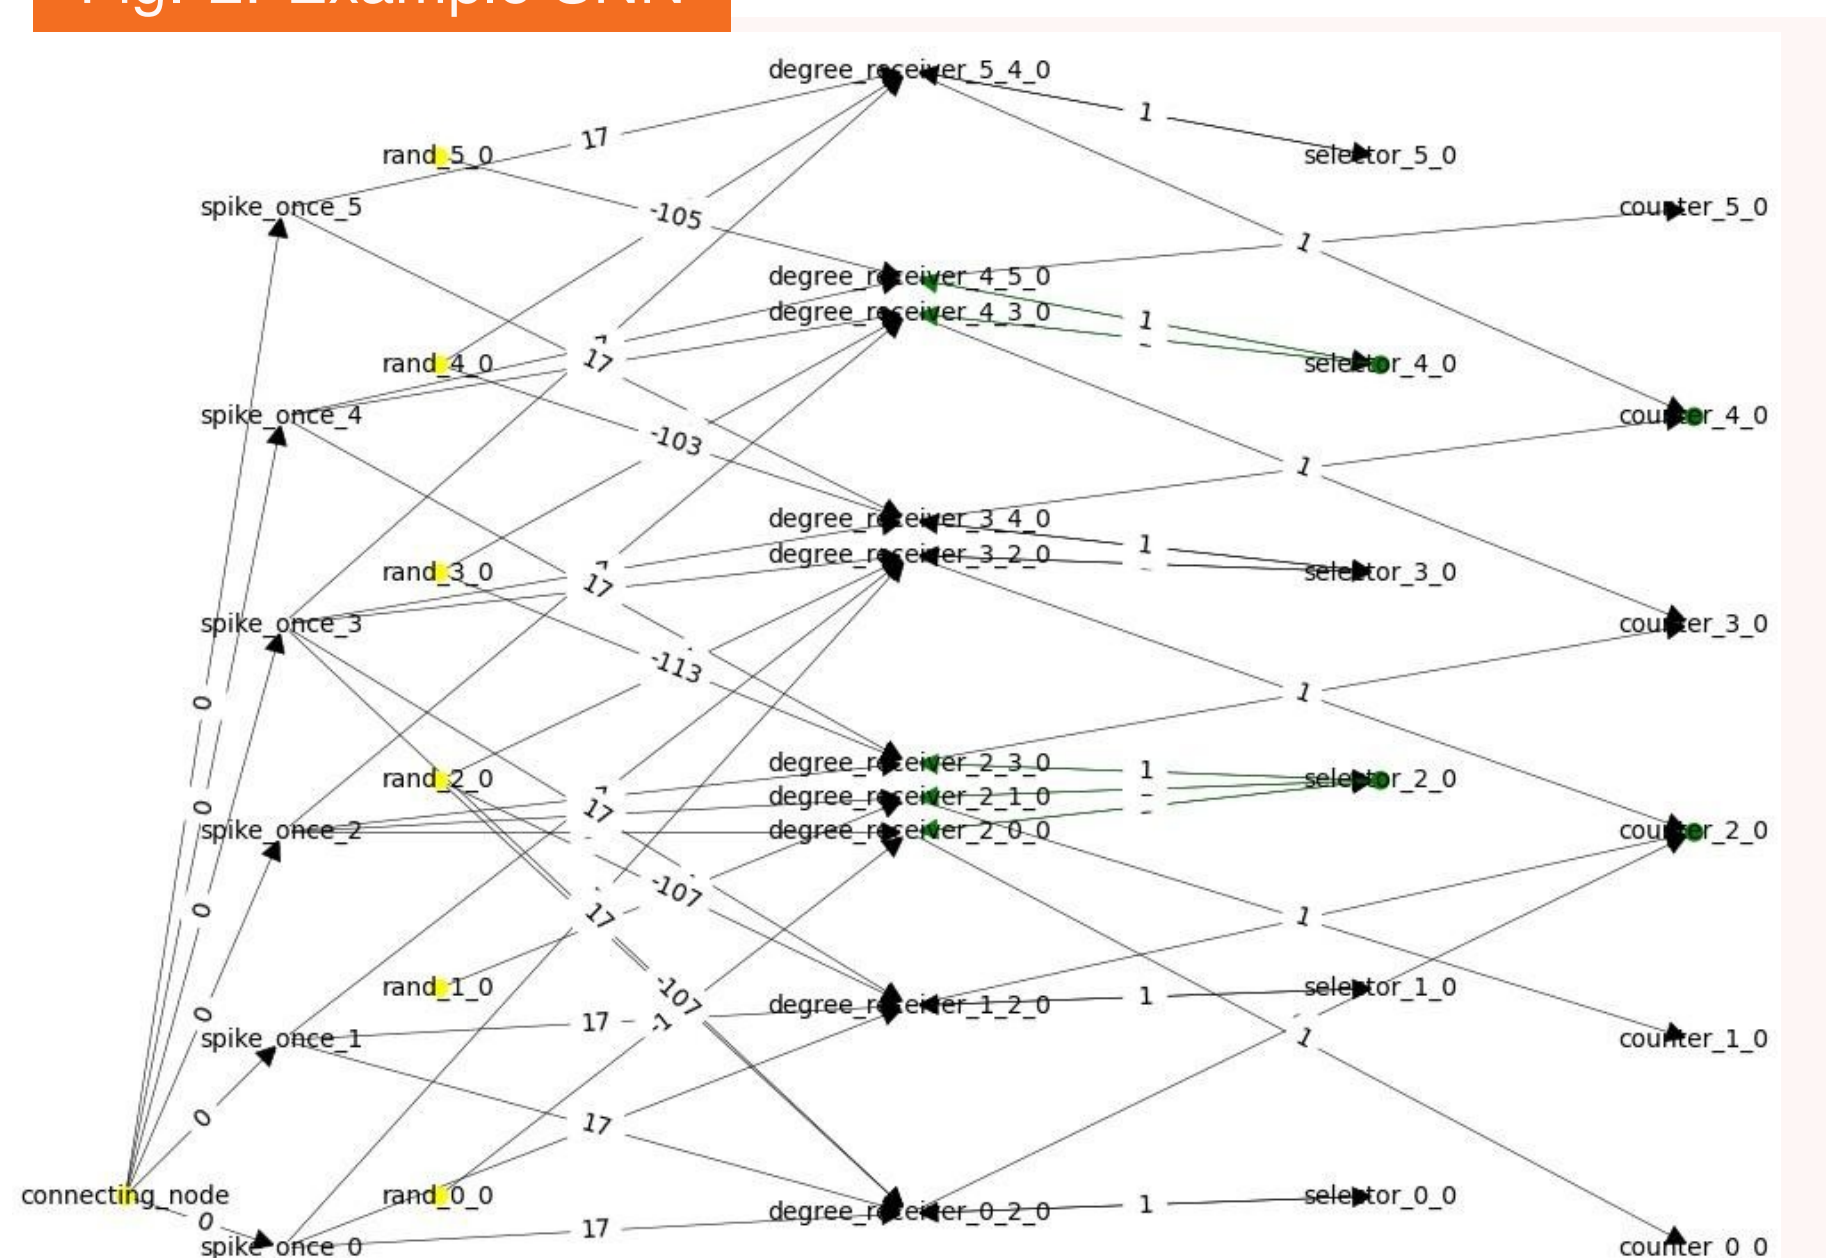 degree_receiver_5_4_0
1
17
rand_5_0
selector_5_0
spike_once_5
-105
counter_5_0
1
degree_receiver_4_5_0
degree_receiver_4_3_0
1
17
rand_4_0
selector_4_0
spike_once_4
counter_4_0
-103
1
degree_receiver_3_4_0
1
degree_receiver_3_2_0
rand_3_0
17
selector_3_0
spike_once_3
counter_3_0
-113
0
1
degree_receiver_2_3_0
1
rand_2_0
selector_2_0
degree_receiver_2_1_0
0
17
spike_once_2
degree_receiver_2_0_0
counter_2_0
-107
0
17
1
rand_1_0
-107
selector_1_0
1
degree_receiver_1_2_0
0
17
-1
spike_once_1
1
counter_1_0
0
17
connecting_node
rand_0_0
selector_0_0
1
degree_receiver_0_2_0
0
17
spike_once_0
counter_0_0